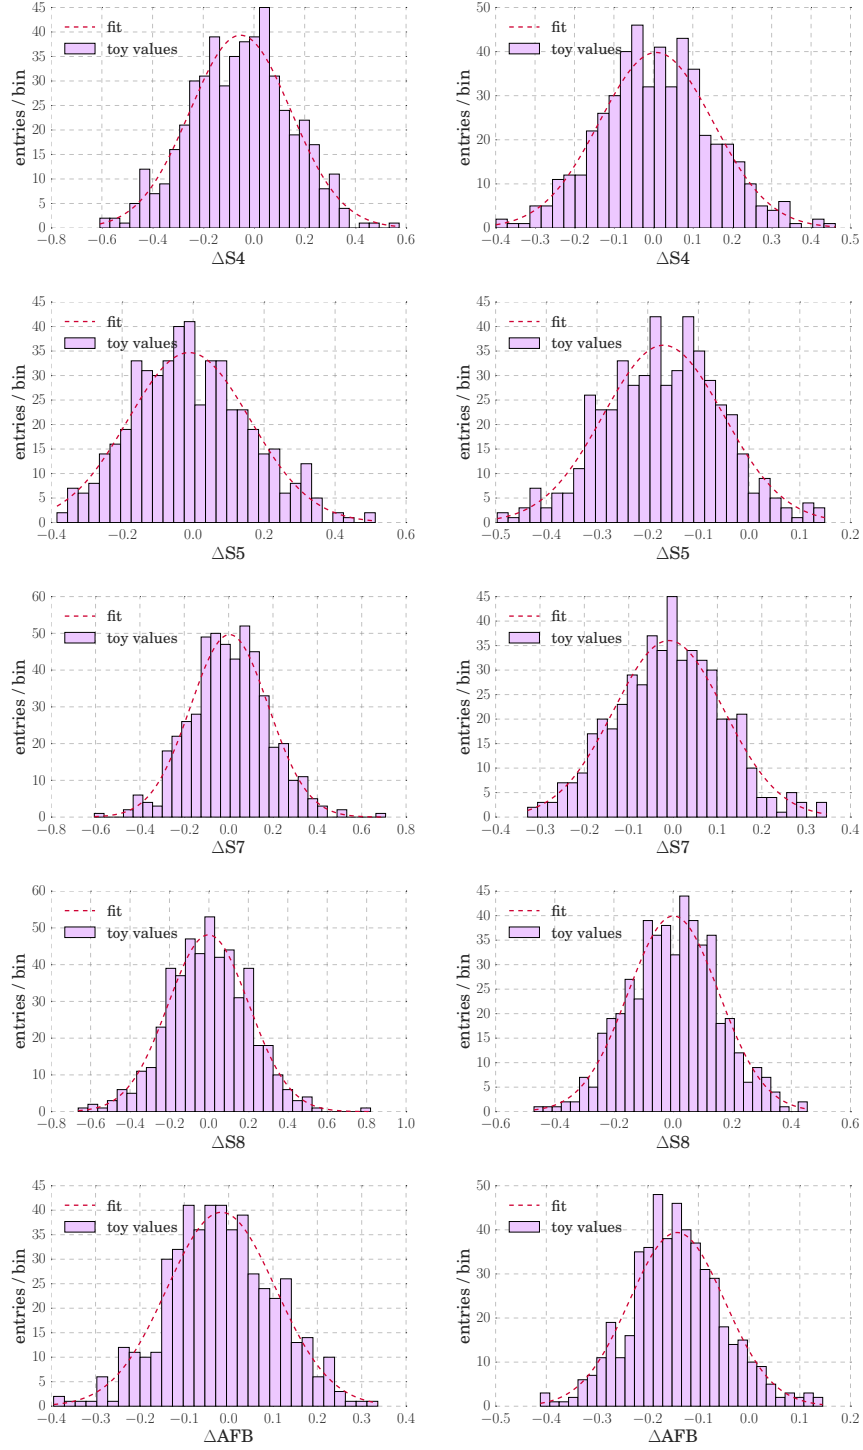 45
40
35
30
25
20
15
10
5
0
entries / bin
fit
toy values
−0.8 −0.6 −0.4 −0.2 0.0 0.2 0.4 0.6
ΔS4
50
40
30
20
10
0
entries / bin
fit
toy values
−0.4 −0.3 −0.2 −0.1 0.0 0.1 0.2 0.3 0.4 0.5
ΔS4
45
40
35
30
25
20
15
10
5
0
entries / bin
fit
toy values
−0.4 −0.2 0.0 0.2 0.4 0.6
ΔS5
45
40
35
30
25
20
15
10
5
0
entries / bin
fit
toy values
−0.5 −0.4 −0.3 −0.2 −0.1 0.0 0.1 0.2
ΔS5
60
50
40
30
20
10
0
entries / bin
fit
toy values
−0.8 −0.6 −0.4 −0.2 0.0 0.2 0.4 0.6 0.8
ΔS7
45
40
35
30
25
20
15
10
5
0
entries / bin
fit
toy values
−0.4 −0.3 −0.2 −0.1 0.0 0.1 0.2 0.3 0.4
ΔS7
60
50
40
30
20
10
0
entries / bin
fit
toy values
−0.8 −0.6 −0.4 −0.2 0.0 0.2 0.4 0.6 0.8 1.0
ΔS8
45
40
35
30
25
20
15
10
5
0
entries / bin
fit
toy values
−0.6 −0.4 −0.2 0.0 0.2 0.4 0.6
ΔS8
45
40
35
30
25
20
15
10
5
0
entries / bin
fit
toy values
−0.4 −0.3 −0.2 −0.1 0.0 0.1 0.2 0.3 0.4
ΔAFB
50
40
30
20
10
0
entries / bin
fit
toy values
−0.5 −0.4 −0.3 −0.2 −0.1 0.0 0.1 0.2
ΔAFB